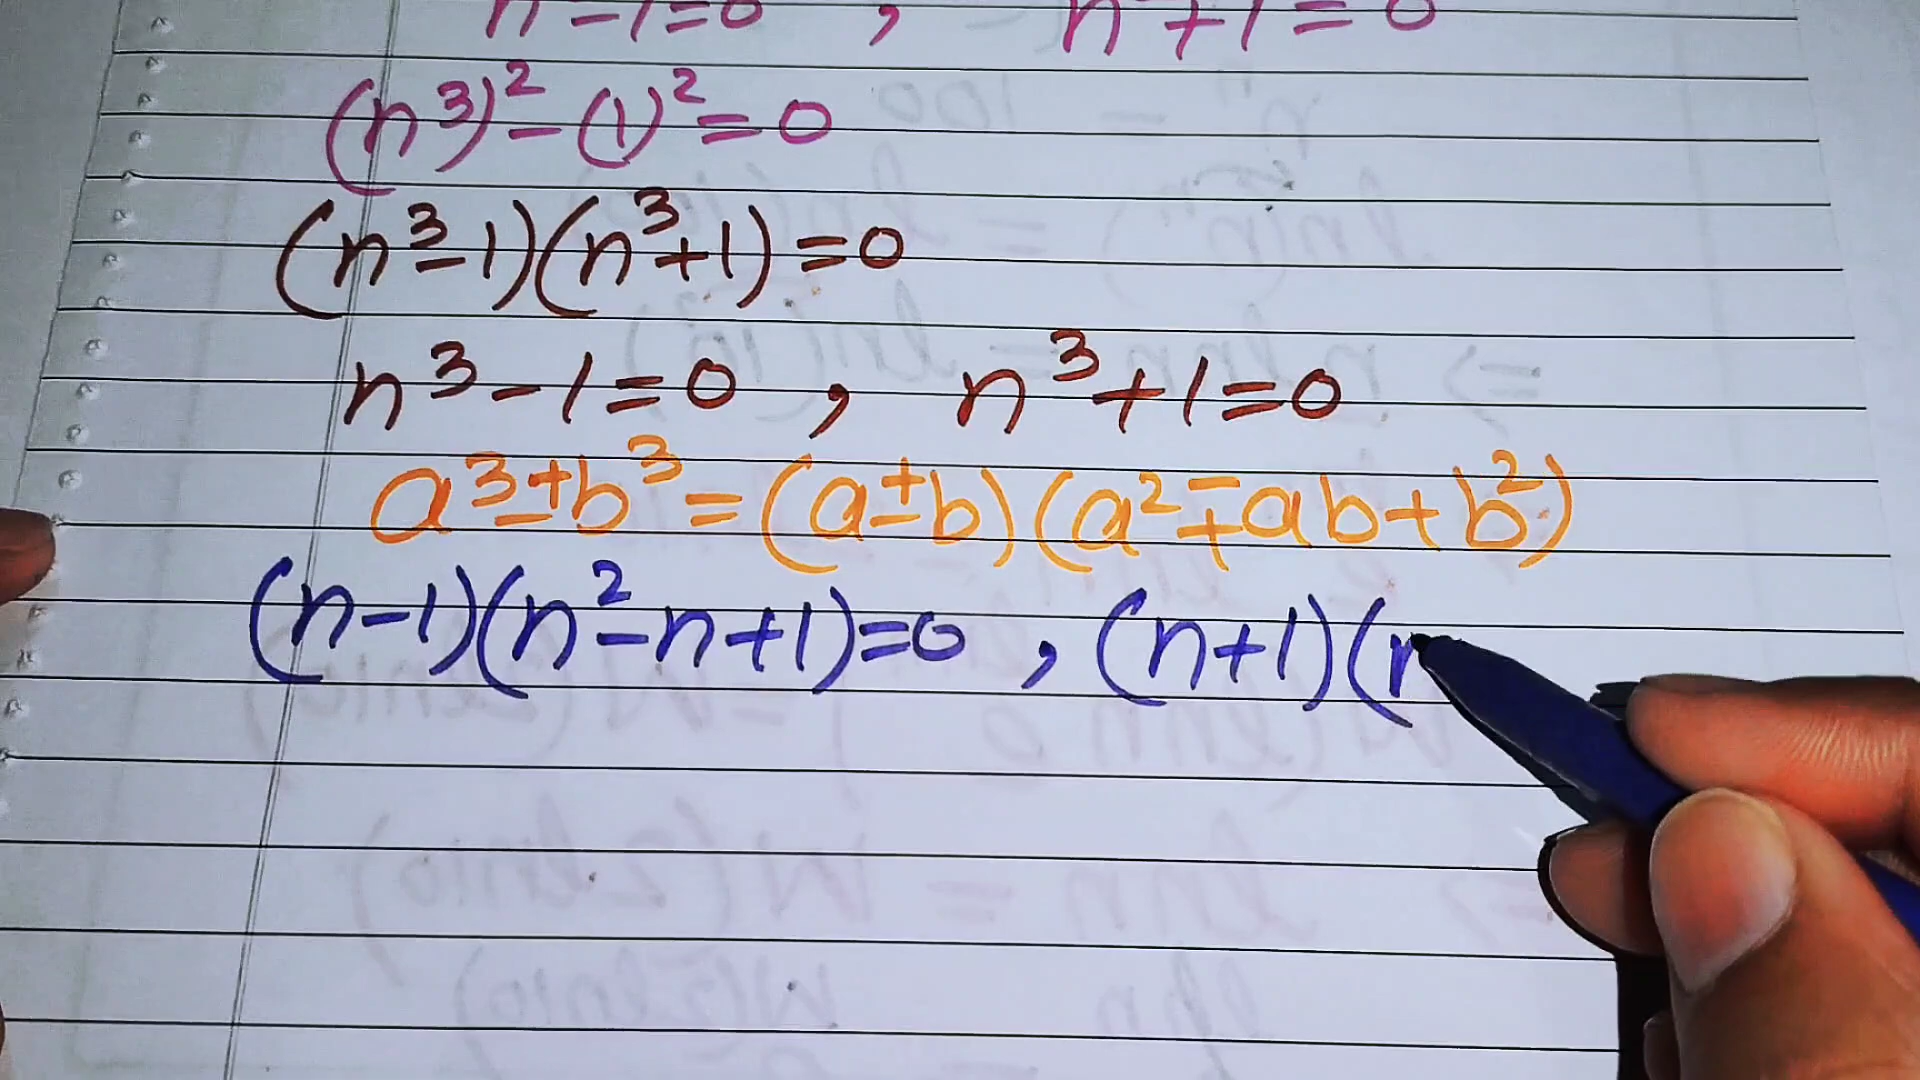 n - 1 = 0 , n + 1 = 0
(n³)² - (1)² = 0
(n³ - 1)(n³ + 1) = 0
n³ - 1 = 0 , n³ + 1 = 0
a³ ± b³ = (a ± b)(a² ∓ ab + b²)
(n - 1)(n² - n + 1) = 0 , (n + 1)(n